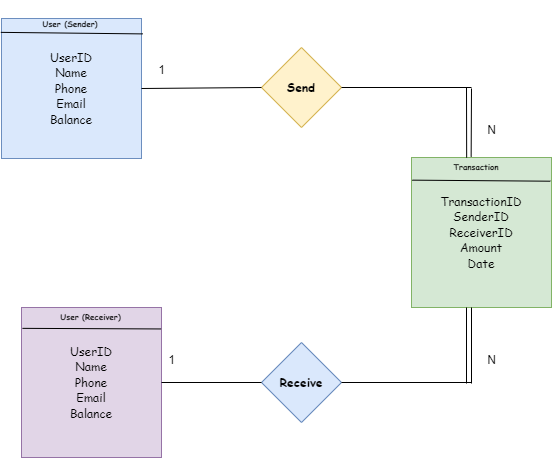 User (Sender)
UserID
Name
Phone
Email
Balance
1
Send
N
Transaction
TransactionID
SenderID
ReceiverID
Amount
Date
User (Receiver)
UserID
Name
Phone
Email
Balance
1
Receive
N